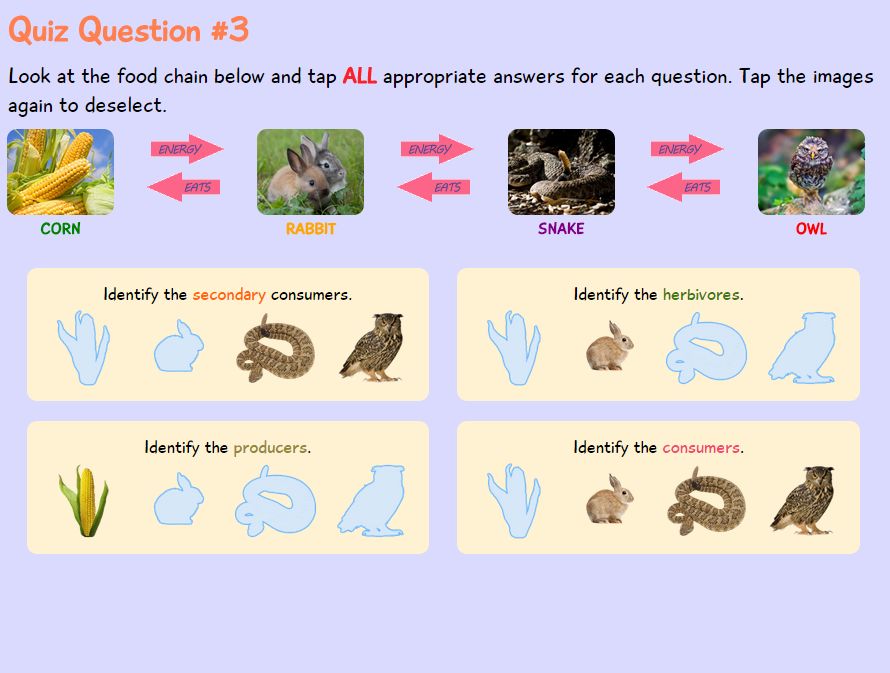 Quiz Question #3
Look at the food chain below and tap ALL appropriate answers for each question. Tap the images
again to deselect.
ENERGY ENERGY ENERGY
EATS EATS EATS
CORN RABBIT SNAKE OWL
Identify the secondary consumers.
Identify the herbivores.
Identify the producers.
Identify the consumers.